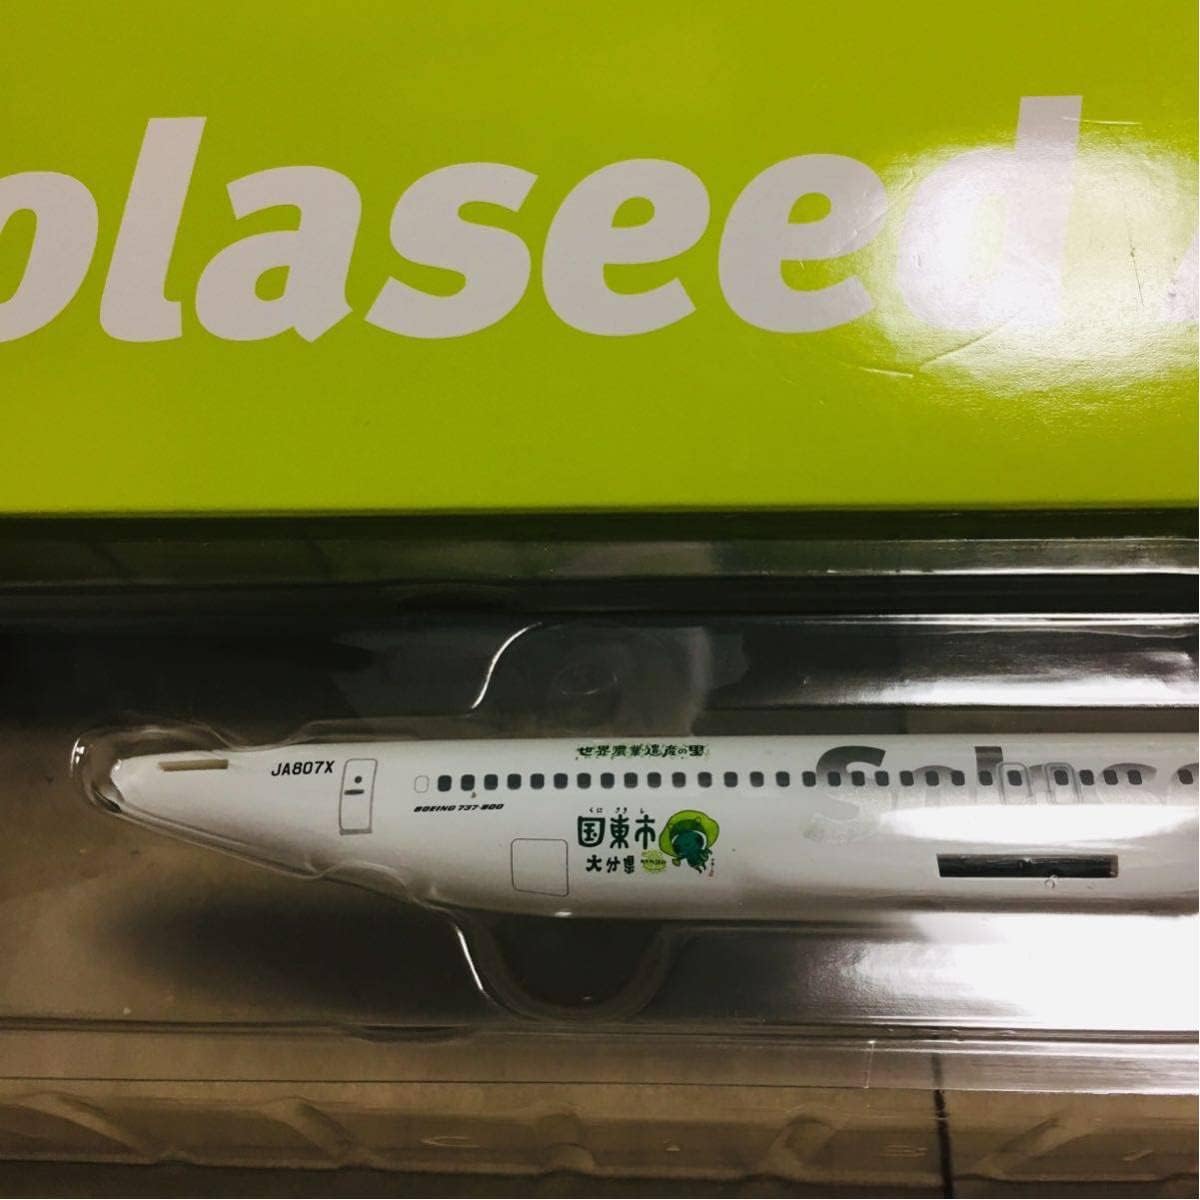 olaseed A
JA807X
世界農業遺産の里
Solasee
BOEING 737-800
くにさきし
国東市
大分県